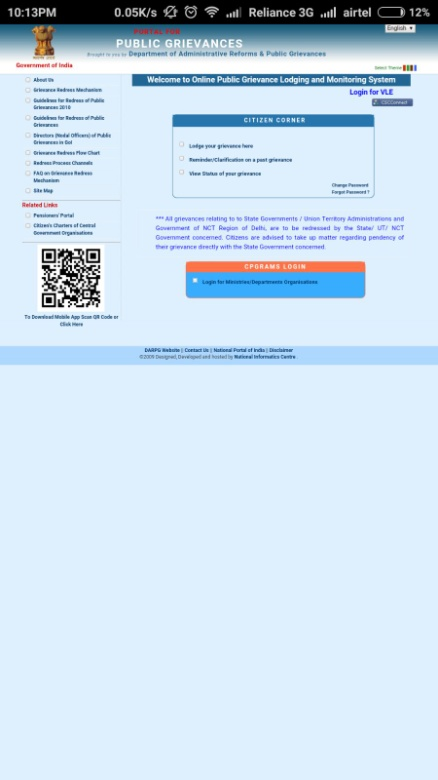 10:13PM 0.05K/s Reliance 3G airtel 12%
English
PORTAL FOR
PUBLIC GRIEVANCES
Brought to you by Department of Administrative Reforms & Public Grievances
Government of India
Select Theme
About Us
Grievance Redress Mechanism
Guidelines for Redress of Public
Grievances 2010
Guidelines for Redress of Public
Grievances
Directors (Nodal Officers) of Public
Grievances in GoI
Grievance Redress Flow Chart
Redress Process Channels
FAQ on Grievance Redress
Mechanism
Site Map
Related Links
Pensioners' Portal
Citizen's Charters of Central
Government Organisations
To Download Mobile App Scan QR Code or
Click Here
Welcome to Online Public Grievance Lodging and Monitoring System
Login for VLE
CSC Connect
CITIZEN CORNER
Lodge your grievance here
Reminder/Clarification on a past grievance
View Status of your grievance
Change Password
Forgot Password ?
*** All grievances relating to to State Governments / Union Territory Administrations and
Government of NCT Region of Delhi, are to be redressed by the State/ UT/ NCT
Government concerned. Citizens are advised to take up matter regarding pendency of
their grievance directly with the State Government concerned.
CPGRAMS LOGIN
Login for Ministries/Departments/Organisations
DARPG Website | Contact Us | National Portal of India | Disclaimer
©2009 Designed, Developed and Hosted by National Informatics Centre.